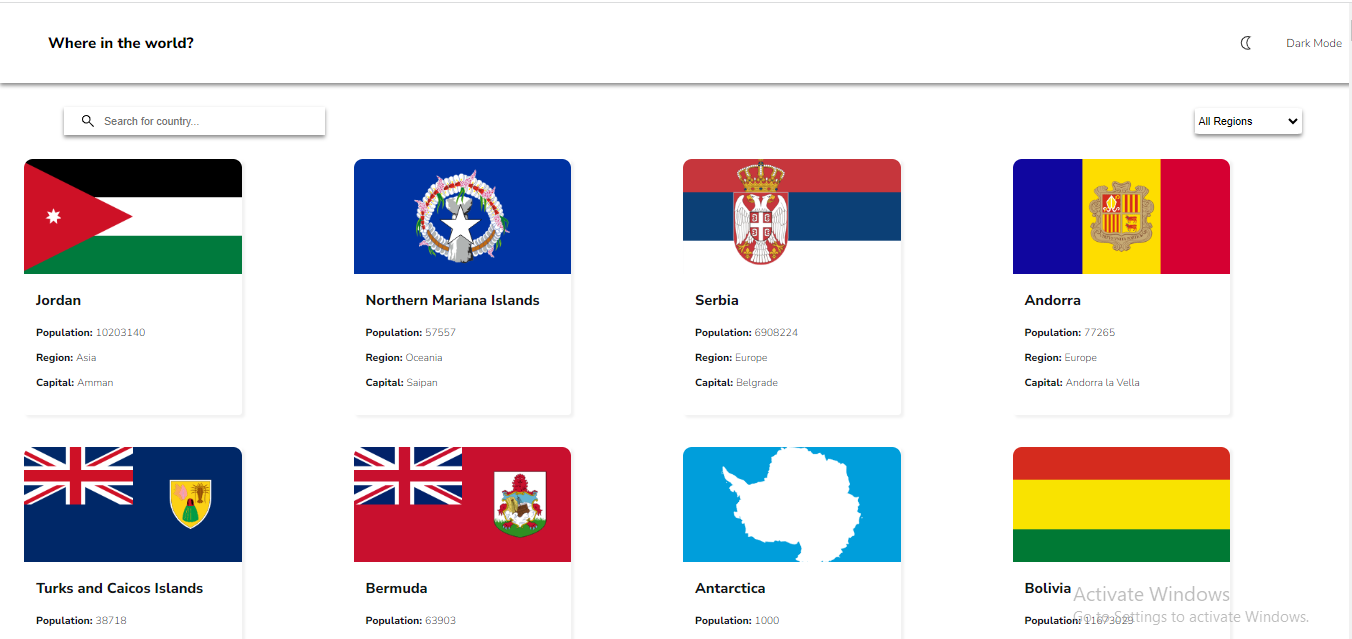 Where in the world?
Dark Mode
Search for country...
All Regions
Jordan
Population: 10203140
Region: Asia
Capital: Amman
Northern Mariana Islands
Population: 57557
Region: Oceania
Capital: Saipan
Serbia
Population: 6908224
Region: Europe
Capital: Belgrade
Andorra
Population: 77265
Region: Europe
Capital: Andorra la Vella
Turks and Caicos Islands
Population: 38718
Bermuda
Population: 63903
Antarctica
Population: 1000
Bolivia
Population: 11673029
Activate Windows
Go to Settings to activate Windows.